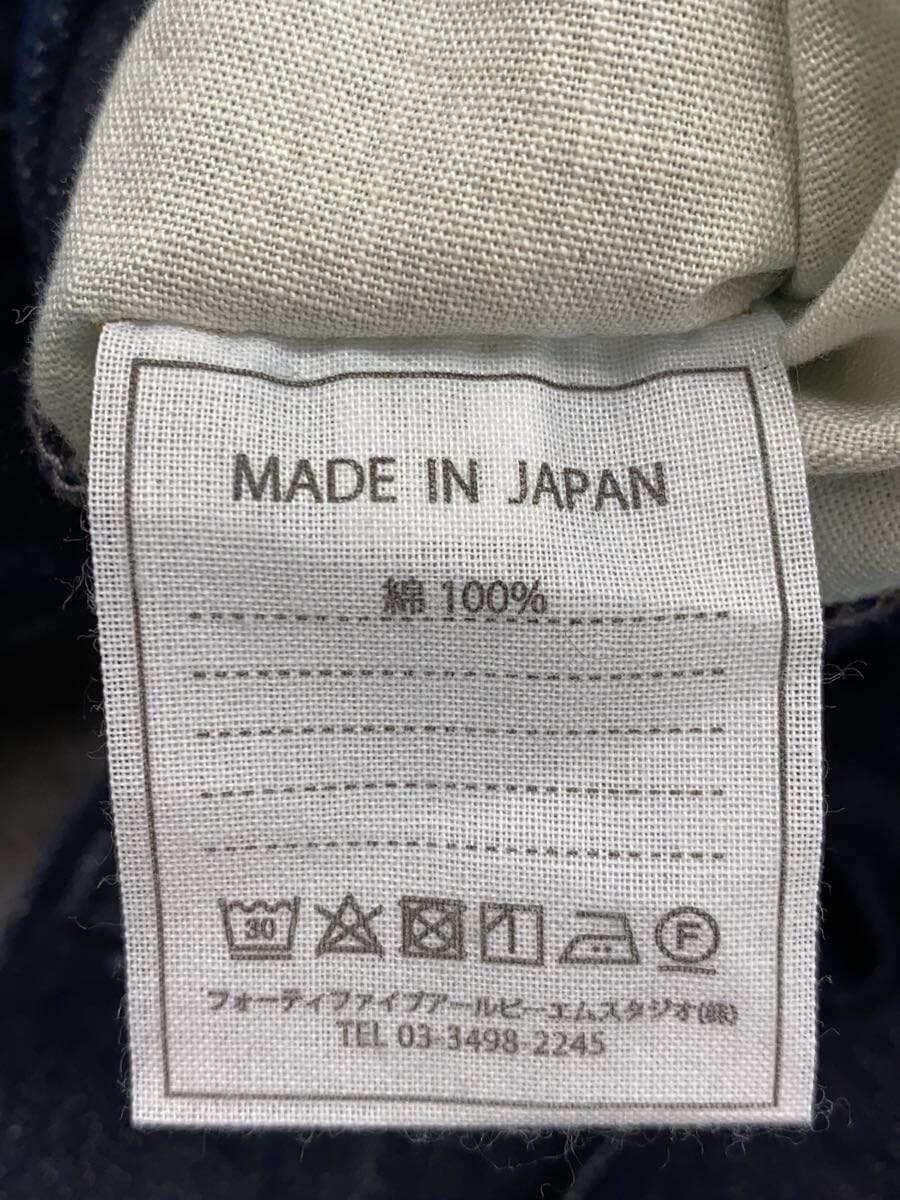 MADE IN JAPAN
綿 100%
30 F
フォーティファイブアールピーエムスタジオ(株)
TEL 03-3498-2245